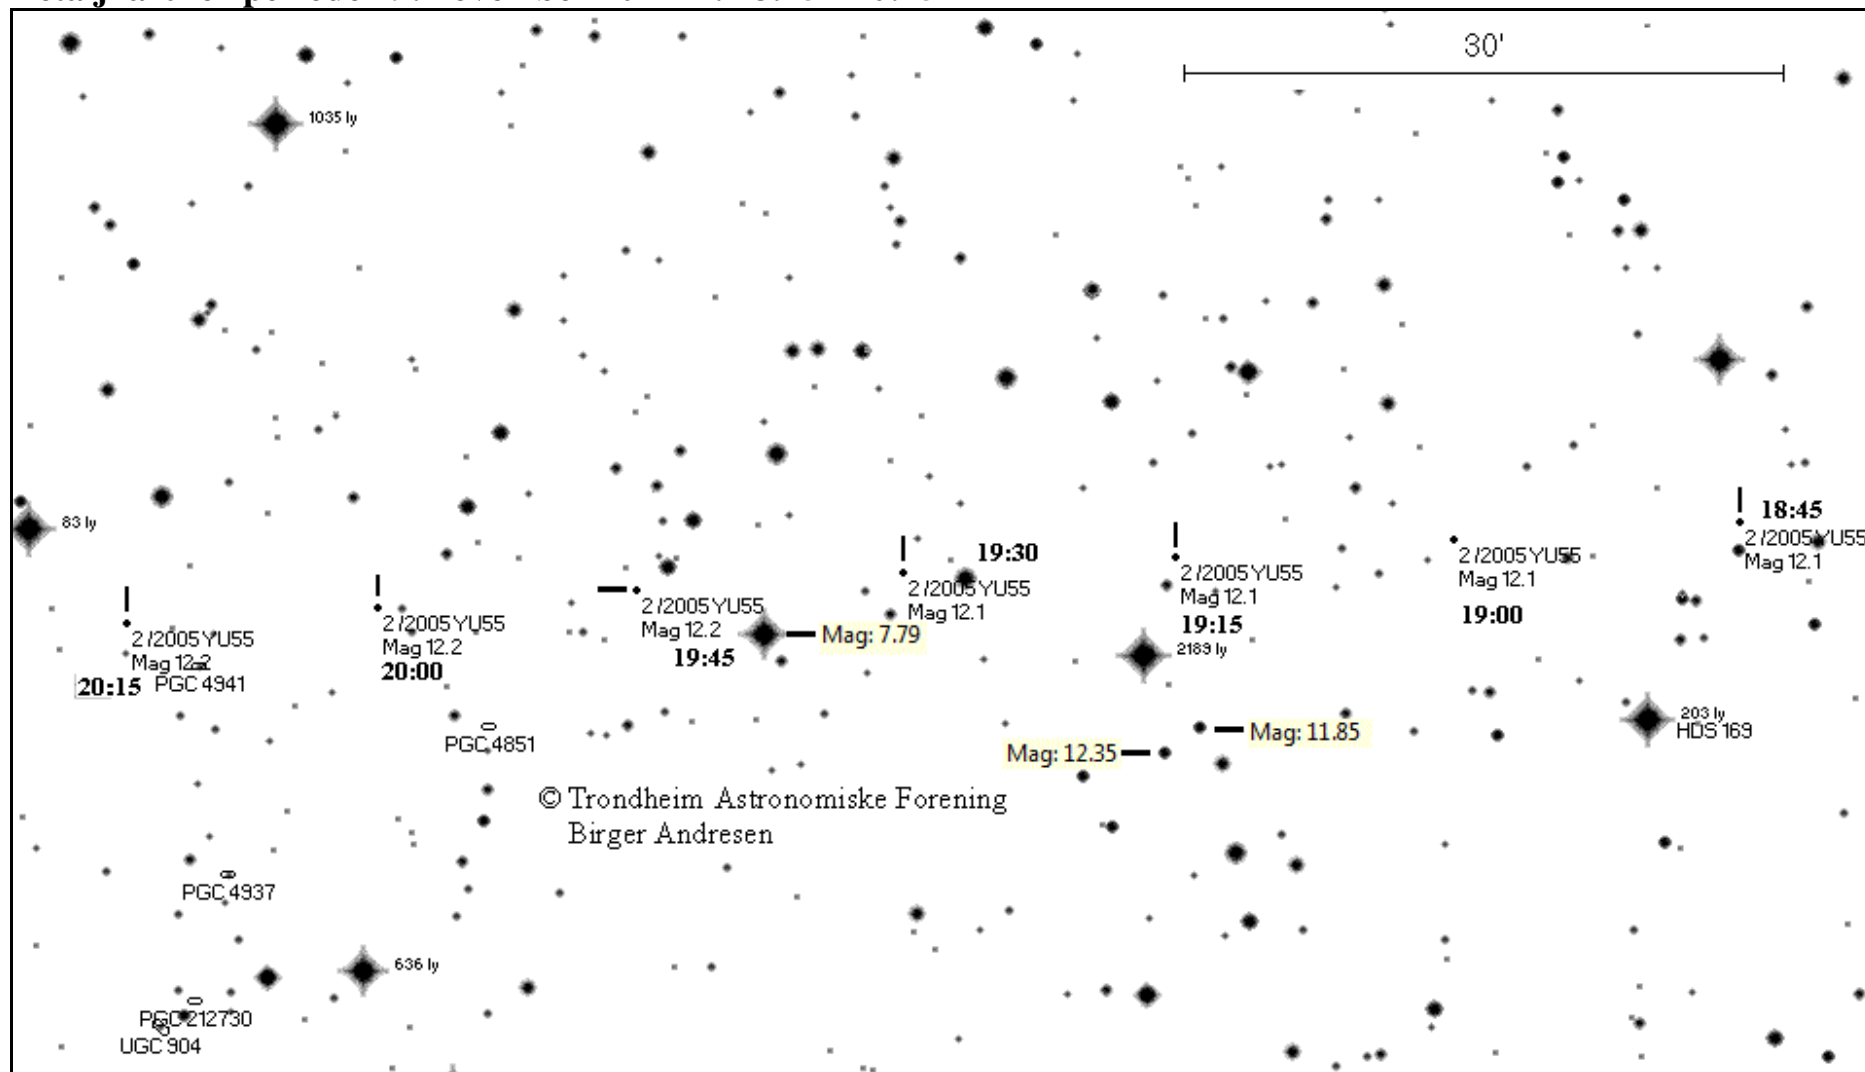 30'
1035 ly
83 ly
18:45
2 /2005 YU55
Mag 12.1
19:30
2 /2005 YU55
Mag 12.1
2 /2005 YU55
Mag 12.1
19:15
2189 ly
2 /2005 YU55
Mag 12.1
19:00
2 /2005 YU55
Mag 12.2
19:45
Mag: 7.79
2 /2005 YU55
Mag 12.2
20:00
2 /2005 YU55
Mag 12.2
20:15
PGC 4941
203 ly
HDS 169
Mag: 11.85
Mag: 12.35
PGC 4851
© Trondheim Astronomiske Forening
Birger Andresen
PGC 4937
636 ly
PGC 212730
UGC 904